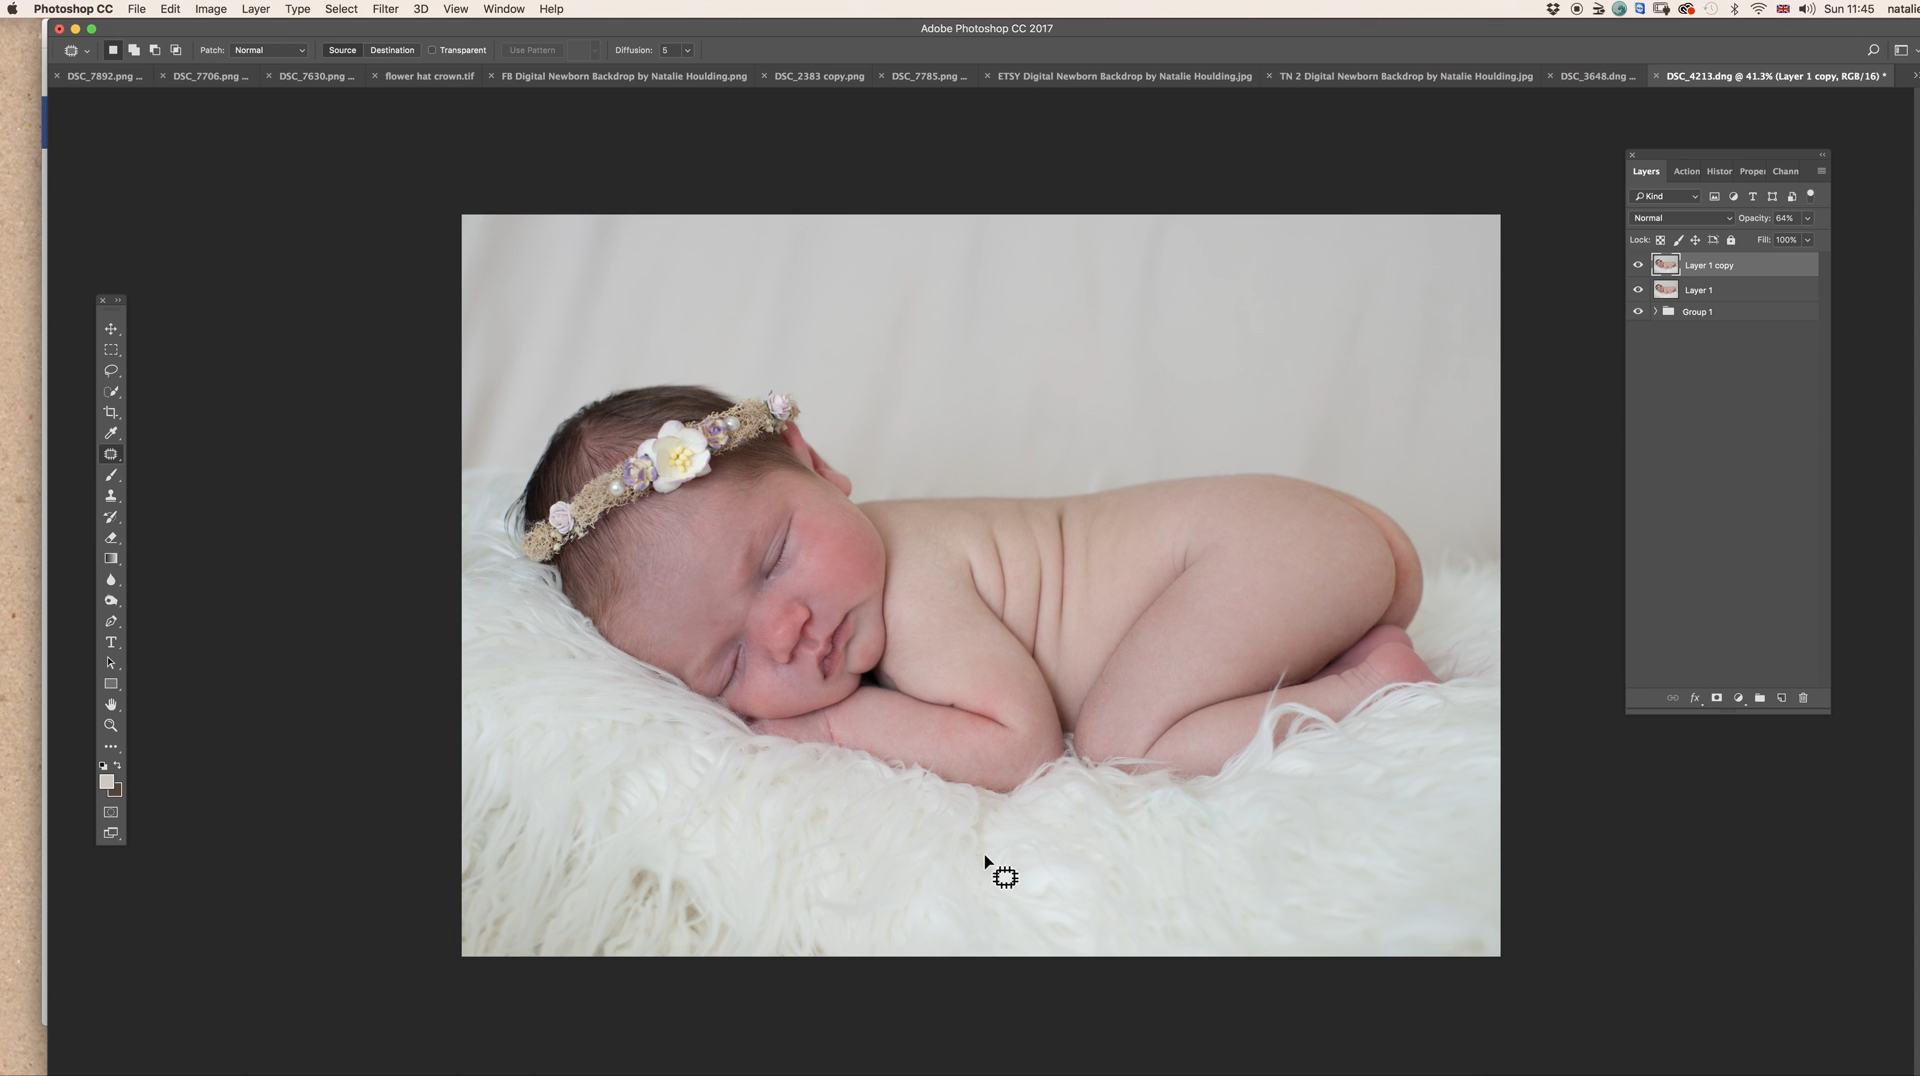 Photoshop CC File Edit Image Layer Type Select Filter 3D View Window Help Sun 11:45 natalie
Adobe Photoshop CC 2017
Patch: Normal Source Destination Transparent Use Pattern Diffusion: 5
DSC_7892.png ... DSC_7706.png ... DSC_7630.png ... flower hat crown.tif FB Digital Newborn Backdrop by Natalie Houlding.png DSC_2383 copy.png DSC_7785.png ... ETSY Digital Newborn Backdrop by Natalie Houlding.jpg TN 2 Digital Newborn Backdrop by Natalie Houlding.jpg DSC_3648.dng ... DSC_4213.dng @ 41.3% (Layer 1 copy, RGB/16) *
Layers Action Histor Proper Chann
Kind
Normal Opacity: 64%
Lock: Fill: 100%
Layer 1 copy
Layer 1
Group 1
fx